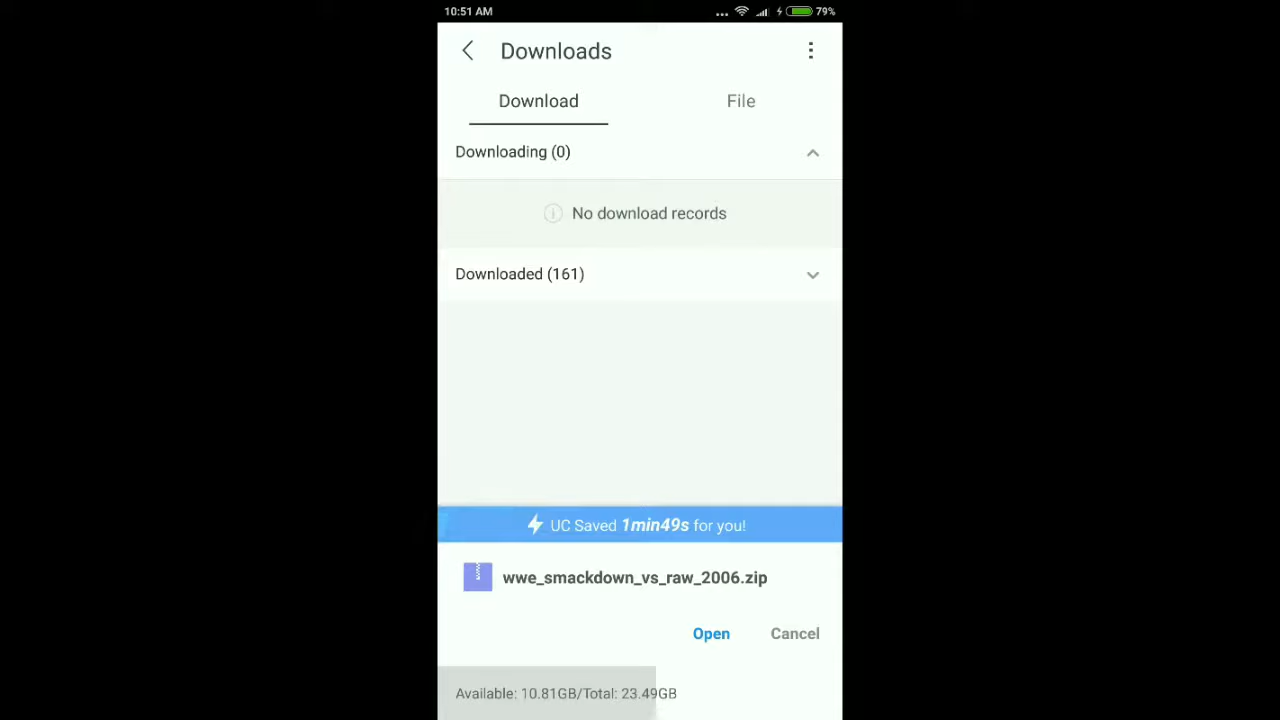 10:51 AM
... 79%
Downloads
Download File
Downloading (0)
No download records
Downloaded (161)
UC Saved 1min49s for you!
wwe_smackdown_vs_raw_2006.zip
Open Cancel
Available: 10.81GB/Total: 23.49GB